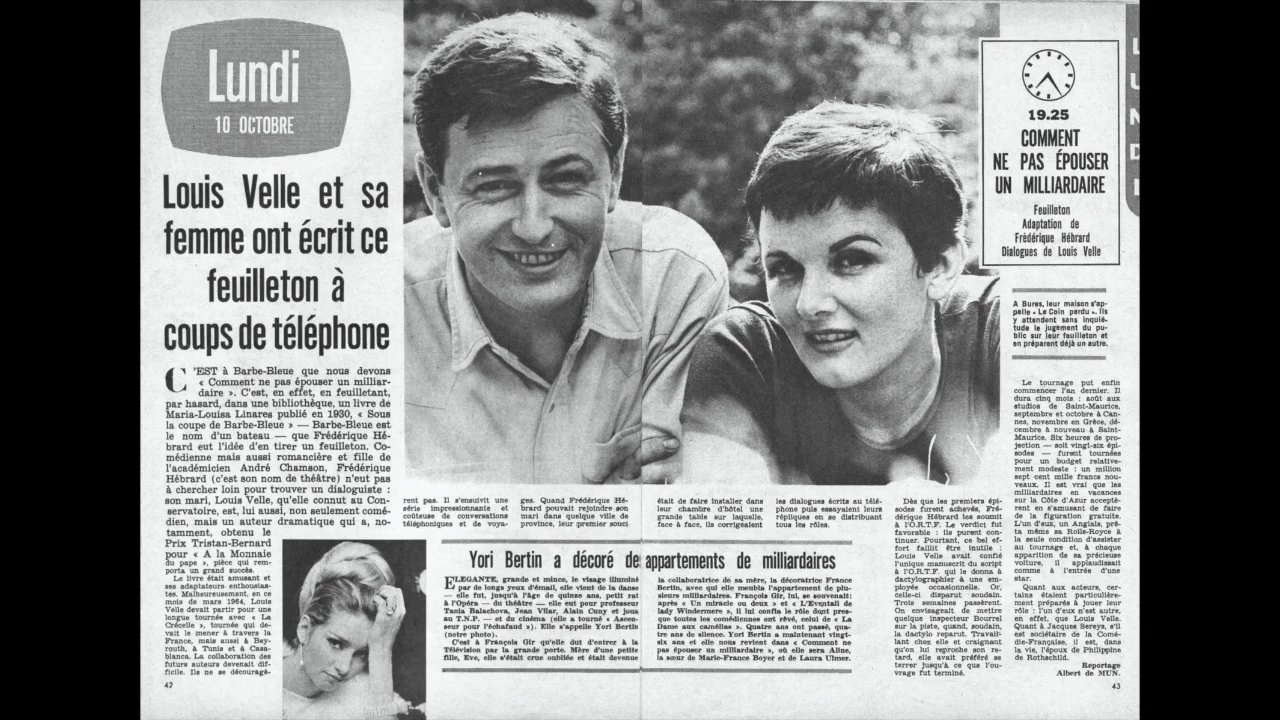 Lundi
10 OCTOBRE
Louis Velle et sa
femme ont écrit ce
feuilleton à
coups de téléphone
C'EST à Barbe-Bleue que nous devons
« Comment ne pas épouser un milliar-
daire ». C'est, en effet, en feuilletant,
par hasard, dans une bibliothèque, un livre de
Maria-Louisa Linares publié en 1930, « Sous
la coupe de Barbe-Bleue » — Barbe-Bleue est
le nom d'un bateau — que Frédérique Hé-
brard eut l'idée d'en tirer un feuilleton. Co-
médienne mais aussi romancière et fille de
l'académicien André Chamson, Frédérique
Hébrard (c'est son nom de théâtre) n'eut pas
à chercher loin pour trouver un dialoguiste :
son mari, Louis Velle, qu'elle connut au Con-
servatoire, est, lui aussi, non seulement comé-
dien, mais un auteur dramatique qui a, no-
tamment, obtenu le
Prix Tristan-Bernard
pour « A la Monnaie
du pape », pièce qui rem-
porta un grand succès.
Le livre était amusant et
ses adaptateurs enthousias-
tes. Malheureusement, en ce
mois de mars 1964, Louis
Velle devait partir pour une
longue tournée avec « La
Crécelle », tournée qui de-
vait le mener à travers la
France, mais aussi à Bey-
routh, à Tunis et à Casa-
blanca. La collaboration des
futurs auteurs devenait dif-
ficile. Ils ne se découragè-
42
rent pas. Il s'ensuivit une
série impressionnante et
coûteuse de conversations
téléphoniques et de voya-
ges. Quand Frédérique Hé-
brard pouvait rejoindre son
mari dans quelque ville de
province, leur premier souci
était de faire installer dans
leur chambre d'hôtel une
grande table sur laquelle,
face à face, ils corrigeaient
les dialogues écrits au télé-
phone puis essayaient leurs
répliques en se distribuant
tous les rôles.
Yori Bertin a décoré des appartements de milliardaires
ELEGANTE, grande et mince, le visage illuminé
par de longs yeux d'émail, elle vient de la danse
— elle fut, jusqu'à l'âge de quinze ans, petit rat
à l'Opéra — du théâtre — elle eut pour professeur
Tania Balachova, Jean Vilar, Alain Cuny et joua
au T.N.P. — et du cinéma (elle a tourné « Ascen-
seur pour l'échafaud »). Elle s'appelle Yori Bertin
(notre photo).
C'est à François Gir qu'elle dut d'entrer à la
Télévision par la grande porte. Mère d'une petite
fille, Eve, elle s'était crue oubliée et était devenue
la collaboratrice de sa mère, la décoratrice France
Bertin, avec qui elle meubla l'appartement de plu-
sieurs milliardaires. François Gir, lui, se souvenait :
après « Un miracle ou deux » et « L'Eventail de
lady Windermere », il lui confia le rôle dont pres-
que toutes les comédiennes ont rêvé, celui de « La
Dame aux camélias ». Quatre ans ont passé, qua-
tre ans de silence. Yori Bertin a maintenant vingt-
six ans et elle nous revient dans « Comment ne
pas épouser un milliardaire », où elle sera Aline,
la sœur de Marie-France Boyer et de Laura Ulmer.
Dès que les premiers épi-
sodes furent achevés, Fré-
dérique Hébrard les soumit
à l'O.R.T.F. Le verdict fut
favorable : ils purent con-
tinuer. Pourtant, ce bel ef-
fort faillit être inutile :
Louis Velle avait confié
l'unique manuscrit du script
à l'O.R.T.F. qui le donna à
dactylographier à une em-
ployée occasionnelle. Or,
celle-ci disparut soudain.
Trois semaines passèrent.
On envisageait de mettre
quelque inspecteur Bourrel
sur la piste, quand, soudain,
la dactylo reparut. Travail-
lant chez elle et craignant
qu'on lui reproche son re-
tard, elle avait préféré se
terrer jusqu'à ce que l'ou-
vrage fut terminé.
19.25
COMMENT
NE PAS ÉPOUSER
UN MILLIARDAIRE
Feuilleton
Adaptation de
Frédérique Hébrard
Dialogues de Louis Velle
A Bures, leur maison s'ap-
pelle « Le Coin perdu ». Ils
y attendent sans inquié-
tude le jugement du pu-
blic sur leur feuilleton et
en préparent déjà un autre.
Le tournage put enfin
commencer l'an dernier. Il
dura cinq mois : août aux
studios de Saint-Maurice,
septembre et octobre à Can-
nes, novembre en Grèce, dé-
cembre à nouveau à Saint-
Maurice. Six heures de pro-
jection — soit vingt-six épi-
sodes — furent tournées
pour un budget relative-
ment modeste : un million
sept cent mille francs nou-
veaux. Il est vrai que les
milliardaires en vacances
sur la Côte d'Azur acceptè-
rent en s'amusant de faire
de la figuration gratuite.
L'un d'eux, un Anglais, prê-
ta même sa Rolls-Royce à
la seule condition d'assister
au tournage et, à chaque
apparition de sa précieuse
voiture, il applaudissait
comme à l'entrée d'une
star.
Quant aux acteurs, cer-
tains étaient particulière-
ment préparés à jouer leur
rôle : l'un d'eux n'est autre,
en effet, que Louis Velle.
Quant à Jacques Sereys, s'il
est sociétaire de la Comé-
die-Française, il est, dans
la vie, l'époux de Philippine
de Rothschild.
Reportage
Albert de MUN.
43
LUNDI